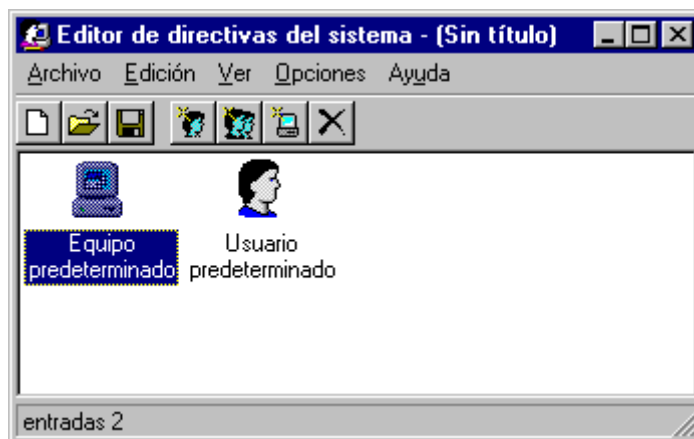 Editor de directivas del sistema - (Sin título)
Archivo Edición Ver Opciones Ayuda
Equipo predeterminado
Usuario predeterminado
entradas 2